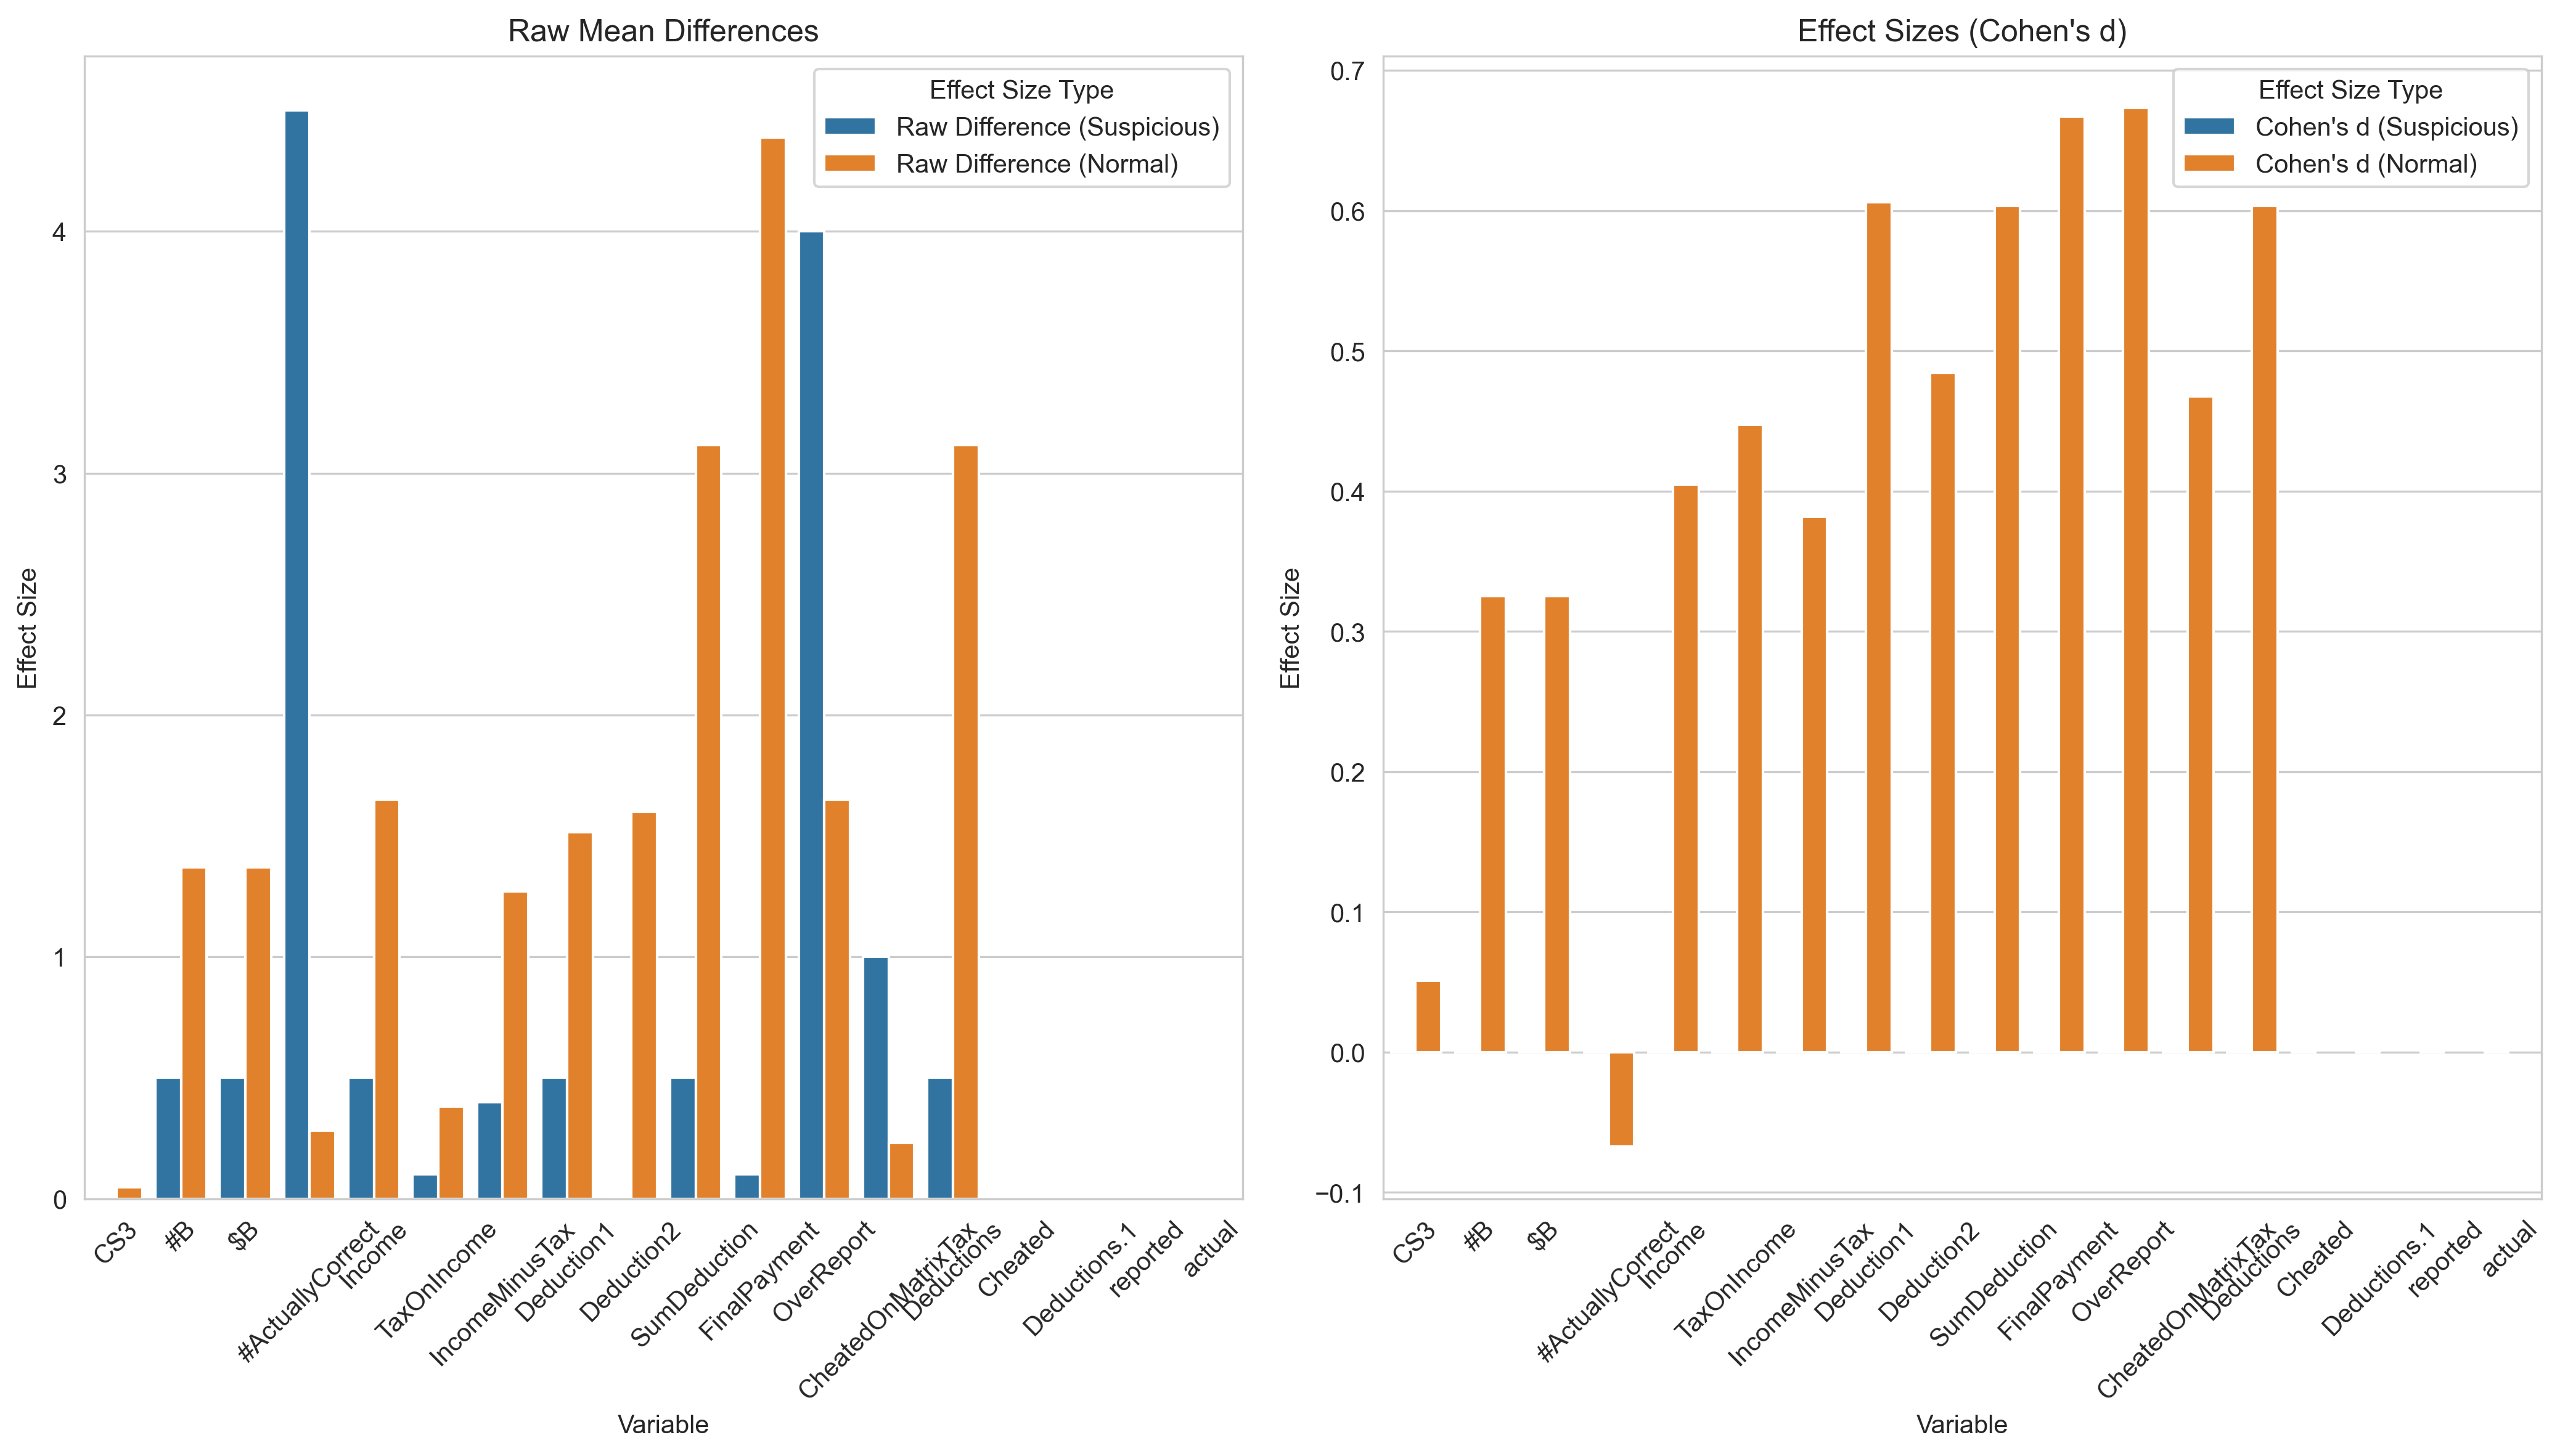 Raw Mean Differences
Effect Size Type
Raw Difference (Suspicious)
Raw Difference (Normal)
4
3
2
1
0
Effect Size
CS3
#B
$B
#ActuallyCorrect
Income
TaxOnIncome
IncomeMinusTax
Deduction1
Deduction2
SumDeduction
FinalPayment
OverReport
CheatedOnMatrixTax
Deductions
Cheated
Deductions.1
reported
actual
Variable
Effect Sizes (Cohen's d)
Effect Size Type
Cohen's d (Suspicious)
Cohen's d (Normal)
0.7
0.6
0.5
0.4
0.3
0.2
0.1
0.0
−0.1
Effect Size
CS3
#B
$B
#ActuallyCorrect
Income
TaxOnIncome
IncomeMinusTax
Deduction1
Deduction2
SumDeduction
FinalPayment
OverReport
CheatedOnMatrixTax
Deductions
Cheated
Deductions.1
reported
actual
Variable